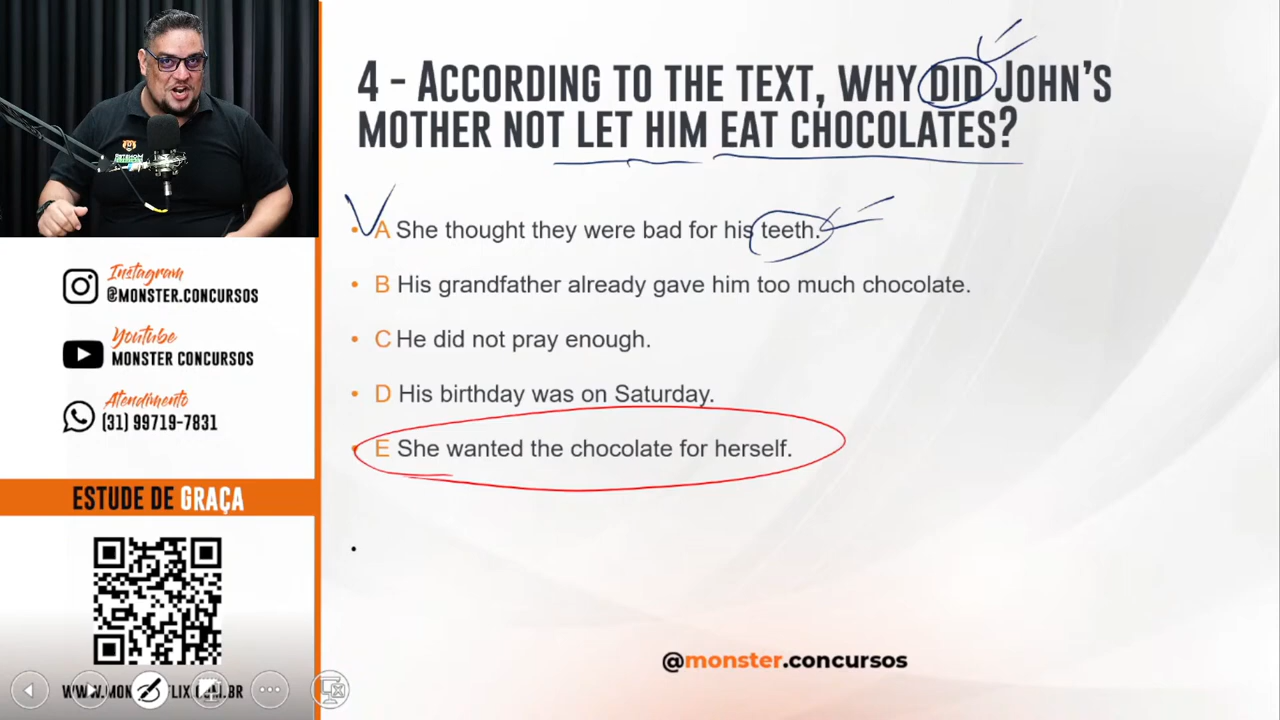 4 - ACCORDING TO THE TEXT, WHY DID JOHN'S
MOTHER NOT LET HIM EAT CHOCOLATES?
• A She thought they were bad for his teeth.
• B His grandfather already gave him too much chocolate.
• C He did not pray enough.
• D His birthday was on Saturday.
• E She wanted the chocolate for herself.
•
Instagram
@MONSTER.CONCURSOS
Youtube
MONSTER CONCURSOS
Atendimento
(31) 99719-7831
ESTUDE DE GRAÇA
@monster.concursos